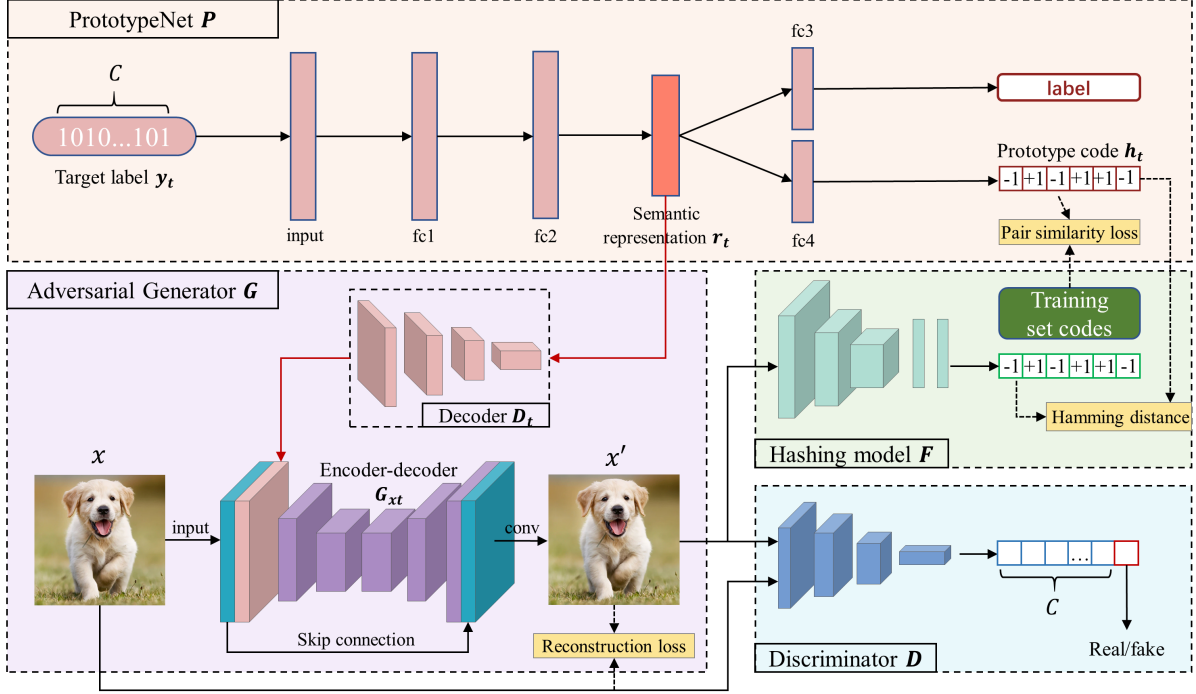 PrototypeNet P
C
1010...101
Target label y_t
input
fc1
fc2
Semantic
representation r_t
fc3
fc4
label
Prototype code h_t
-1 +1 -1 +1 +1 -1
Pair similarity loss
Adversarial Generator G
Decoder D_t
x
input
Encoder-decoder
G_xt
conv
x′
Skip connection
Reconstruction loss
Training
set codes
-1 +1 -1 +1 +1 -1
Hamming distance
Hashing model F
...
C
Real/fake
Discriminator D